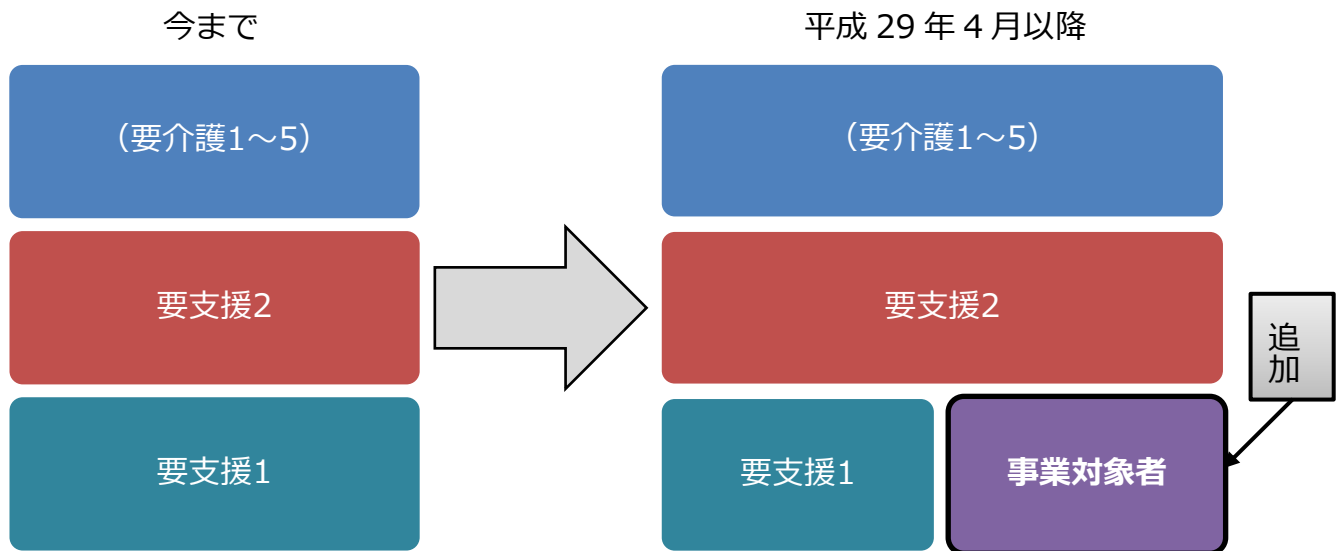 今まで
平成 29 年 4 月以降
（要介護1～5）
（要介護1～5）
要支援2
要支援2
追加
要支援1
要支援1
事業対象者